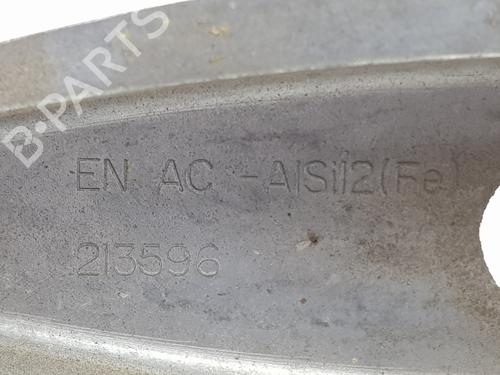 B-PARTS
EN AC -AlSi12(Fe)
213596